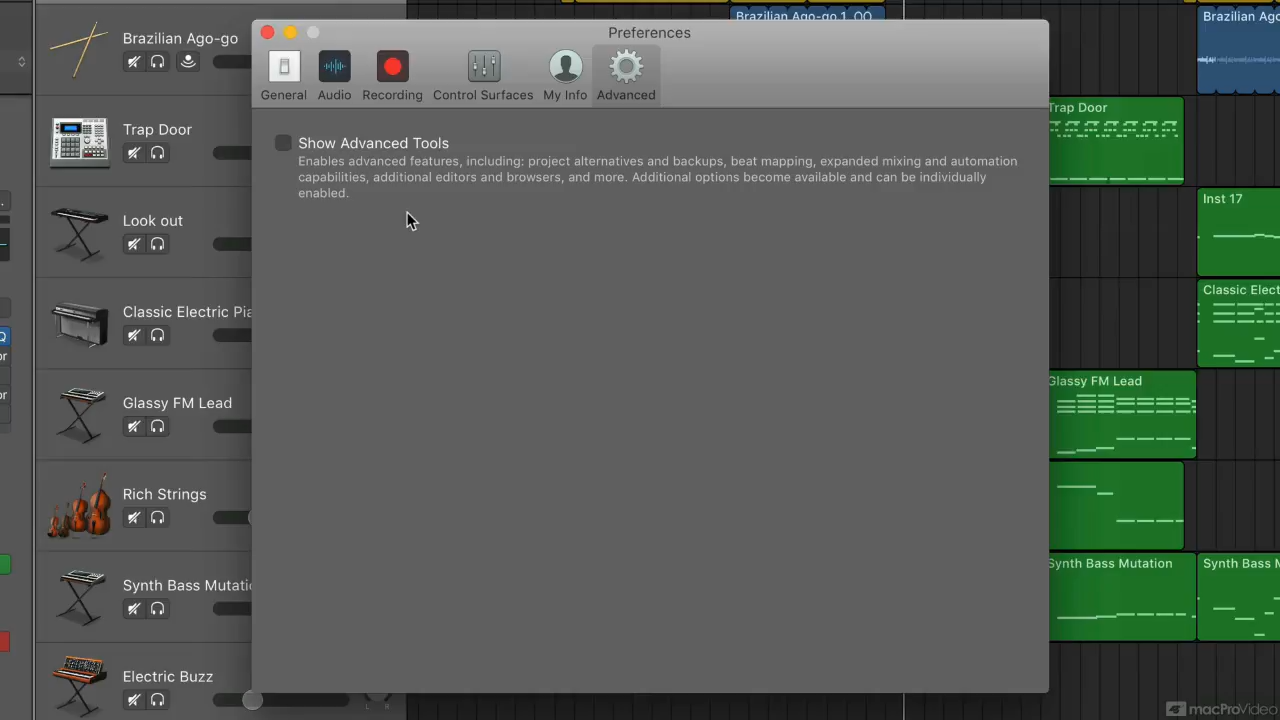 Brazilian Ago-go
Trap Door
Look out
Classic Electric Pia
Glassy FM Lead
Rich Strings
Synth Bass Mutatio
Electric Buzz
L R
Brazilian Ago-go 1
Preferences
General Audio Recording Control Surfaces My Info Advanced
Show Advanced Tools
Enables advanced features, including: project alternatives and backups, beat mapping, expanded mixing and automation
capabilities, additional editors and browsers, and more. Additional options become available and can be individually
enabled.
Brazilian Ago
Trap Door
Inst 17
Classic Elect
Glassy FM Lead
Synth Bass Mutation
Synth Bass M
macProVideo